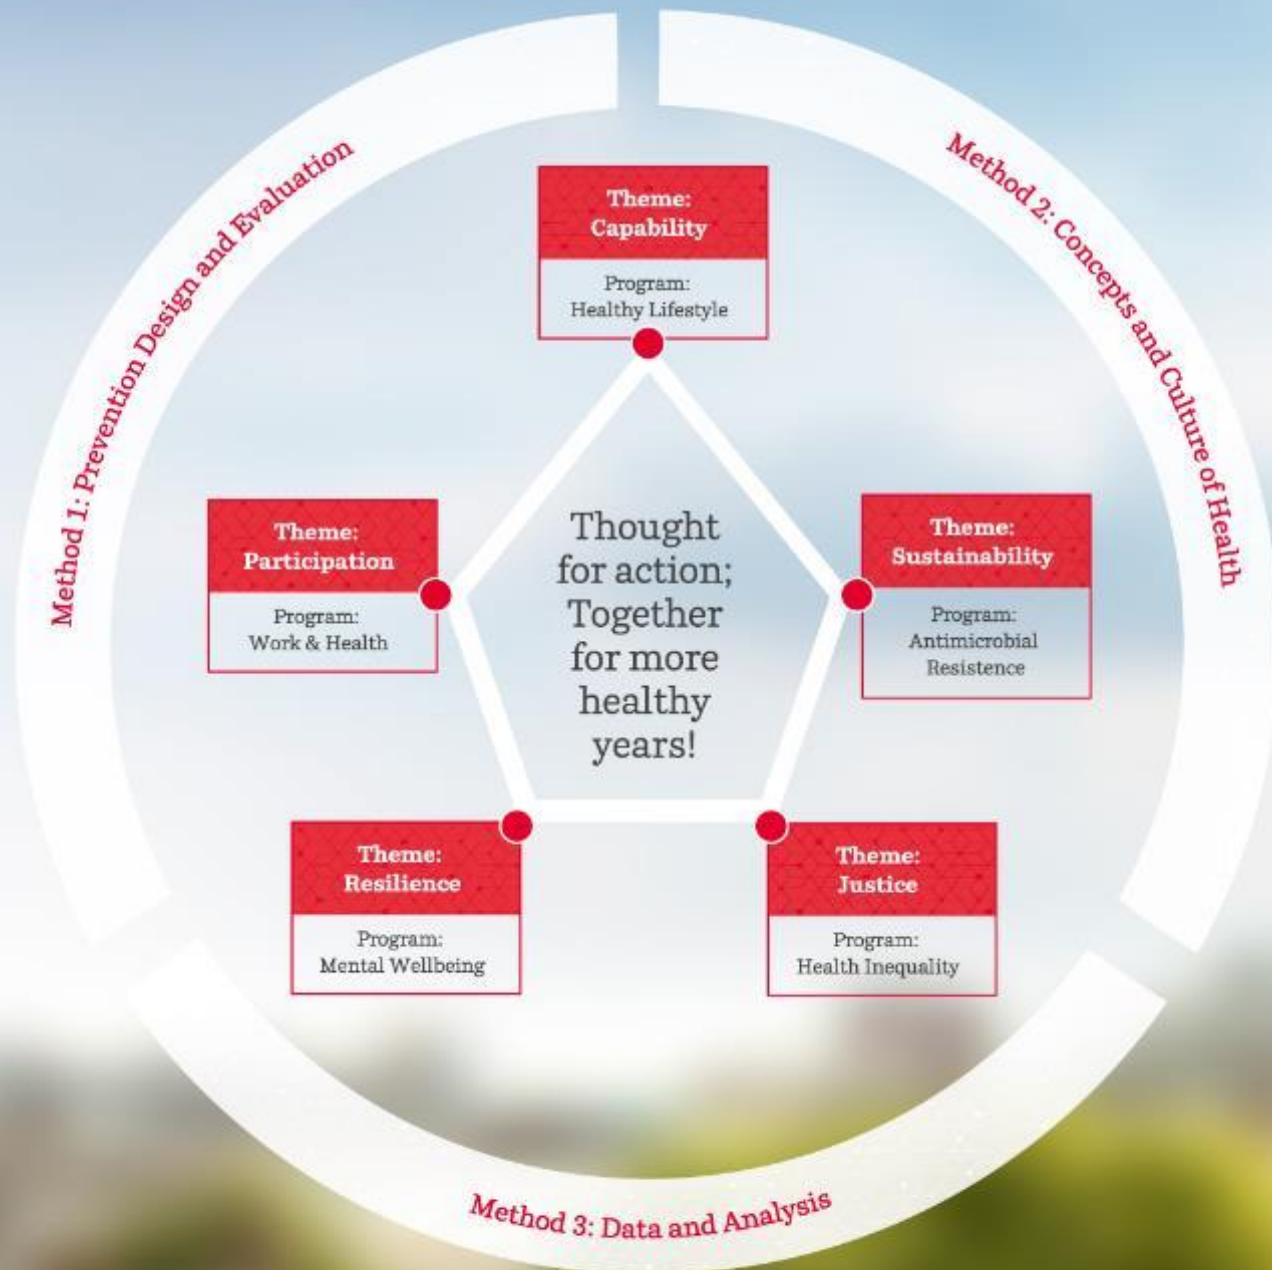 Method 1: Prevention Design and Evaluation
Method 2: Concepts and Culture of Health
Theme:
Capability
Program:
Healthy Lifestyle
Theme:
Participation
Program:
Work & Health
Thought
for action;
Together
for more
healthy
years!
Theme:
Sustainability
Program:
Antimicrobial
Resistence
Theme:
Resilience
Program:
Mental Wellbeing
Theme:
Justice
Program:
Health Inequality
Method 3: Data and Analysis